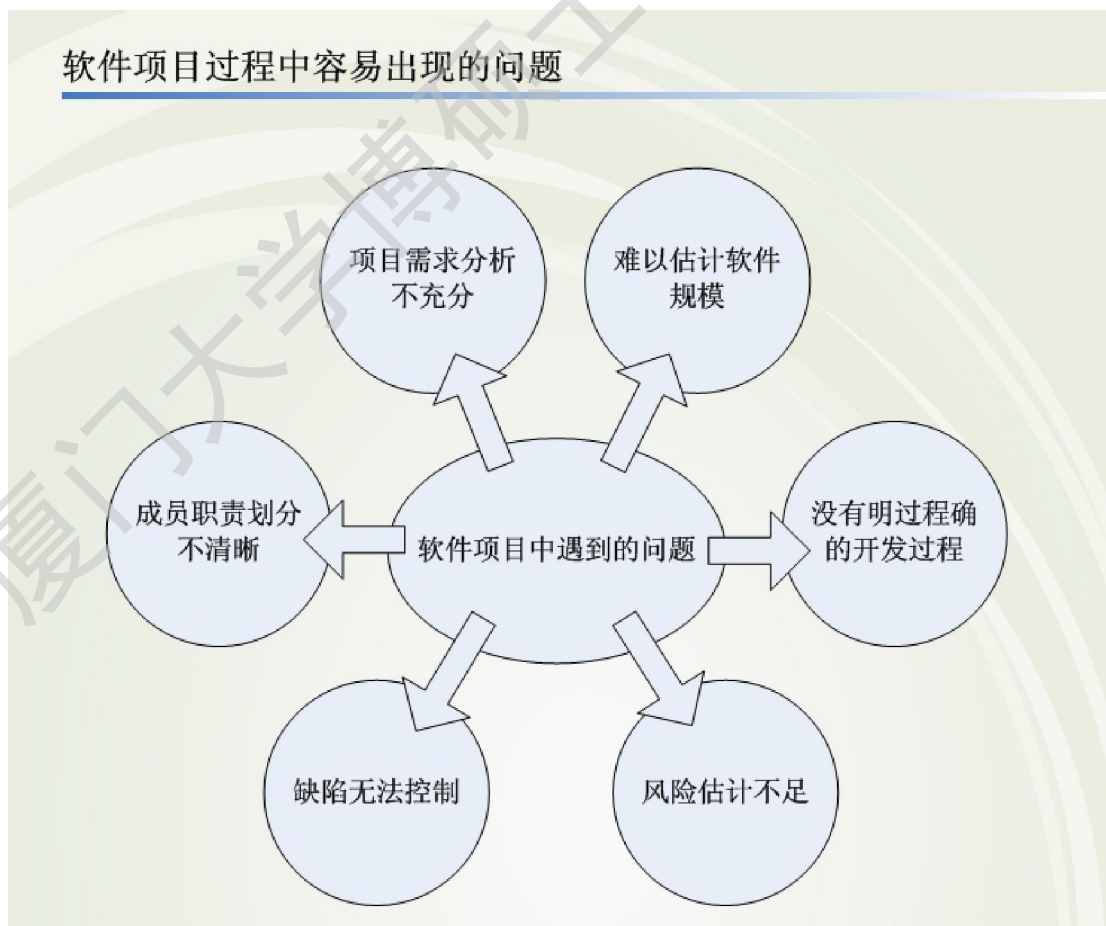 软件项目过程中容易出现的问题
项目需求分析
不充分
难以估计软件
规模
成员职责划分
不清晰
软件项目中遇到的问题
没有明过程确
的开发过程
缺陷无法控制
风险估计不足
厦门大学博硕士